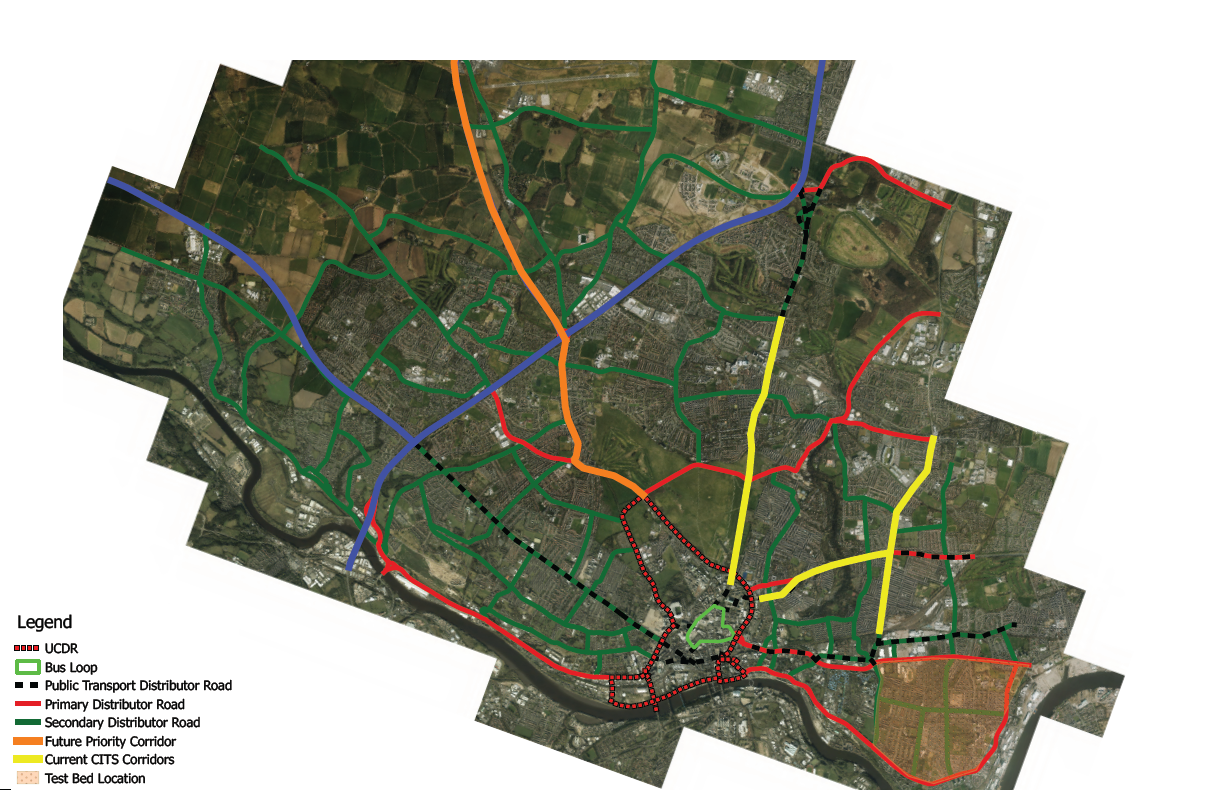 Legend
UCDR
Bus Loop
Public Transport Distributor Road
Primary Distributor Road
Secondary Distributor Road
Future Priority Corridor
Current CITS Corridors
Test Bed Location